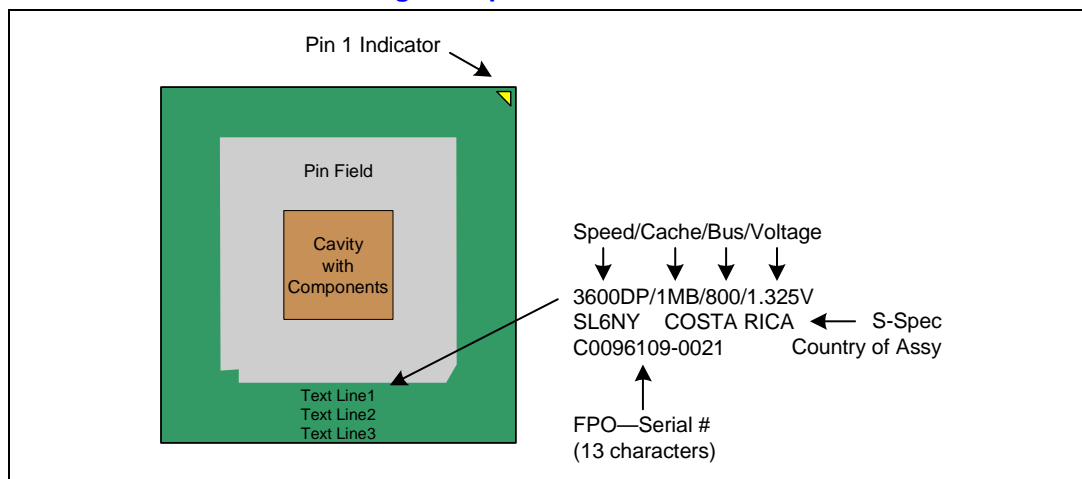 Pin 1 Indicator
Pin Field
Cavity
with
Components
Text Line1
Text Line2
Text Line3
Speed/Cache/Bus/Voltage
3600DP/1MB/800/1.325V
SL6NY COSTA RICA
S-Spec
C0096109-0021
Country of Assy
FPO—Serial #
(13 characters)